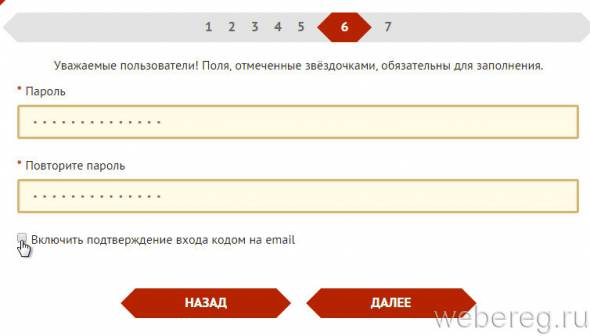 1 2 3 4 5 6 7
Уважаемые пользователи! Поля, отмеченные звёздочками, обязательны для заполнения.
* Пароль
••••••••••••••
* Повторите пароль
••••••••••••••
Включить подтверждение входа кодом на email
НАЗАД ДАЛЕЕ
webereg.ru